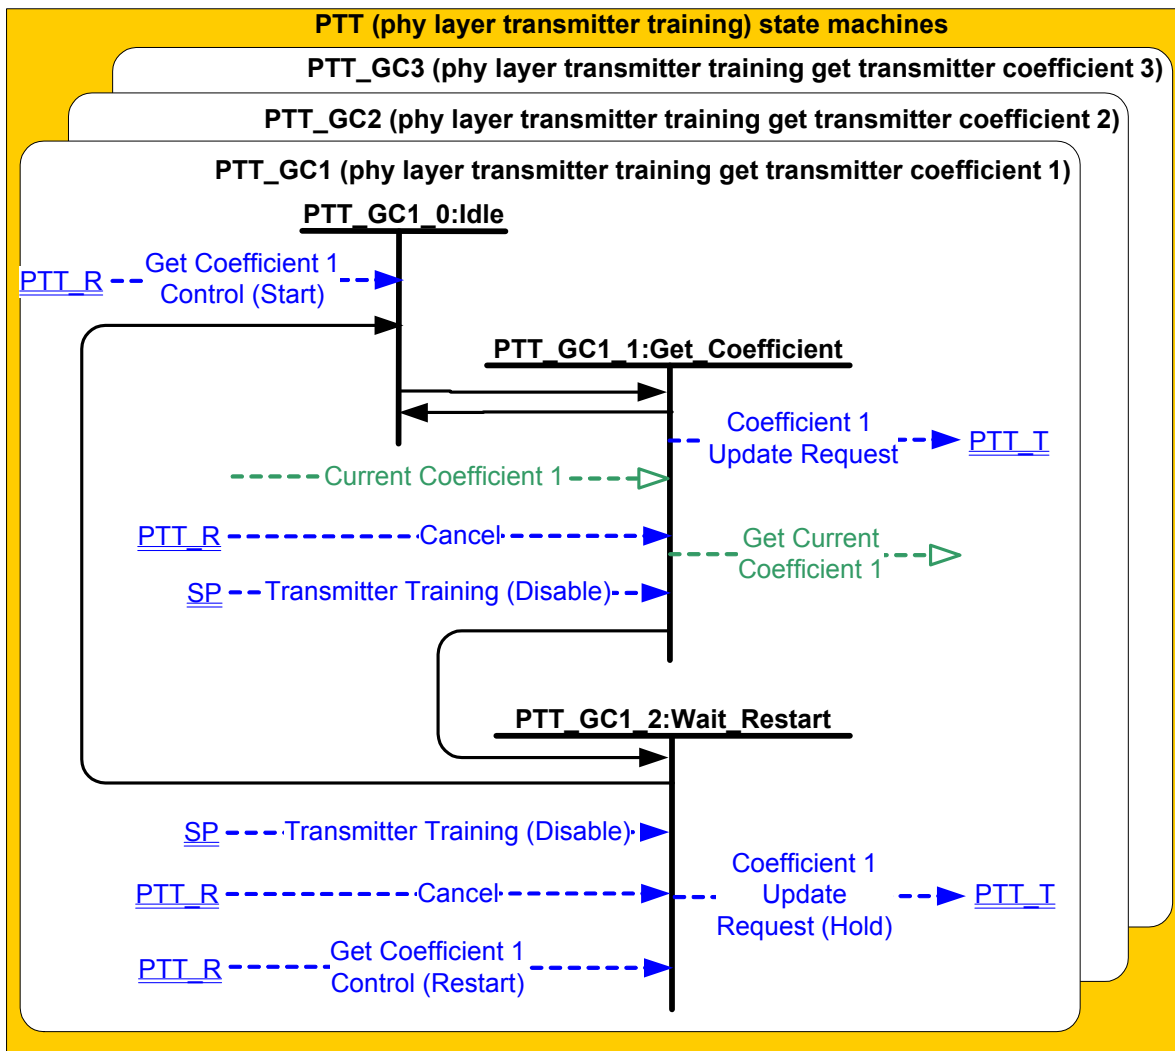 PTT (phy layer transmitter training) state machines
PTT_GC3 (phy layer transmitter training get transmitter coefficient 3)
PTT_GC2 (phy layer transmitter training get transmitter coefficient 2)
PTT_GC1 (phy layer transmitter training get transmitter coefficient 1)
PTT_GC1_0:Idle
PTT_R
Get Coefficient 1
Control (Start)
PTT_GC1_1:Get_Coefficient
Coefficient 1
Update Request
PTT_T
Current Coefficient 1
PTT_R
Cancel
Get Current
Coefficient 1
SP
Transmitter Training (Disable)
PTT_GC1_2:Wait_Restart
SP
Transmitter Training (Disable)
PTT_R
Cancel
Coefficient 1
Update
Request (Hold)
PTT_T
PTT_R
Get Coefficient 1
Control (Restart)